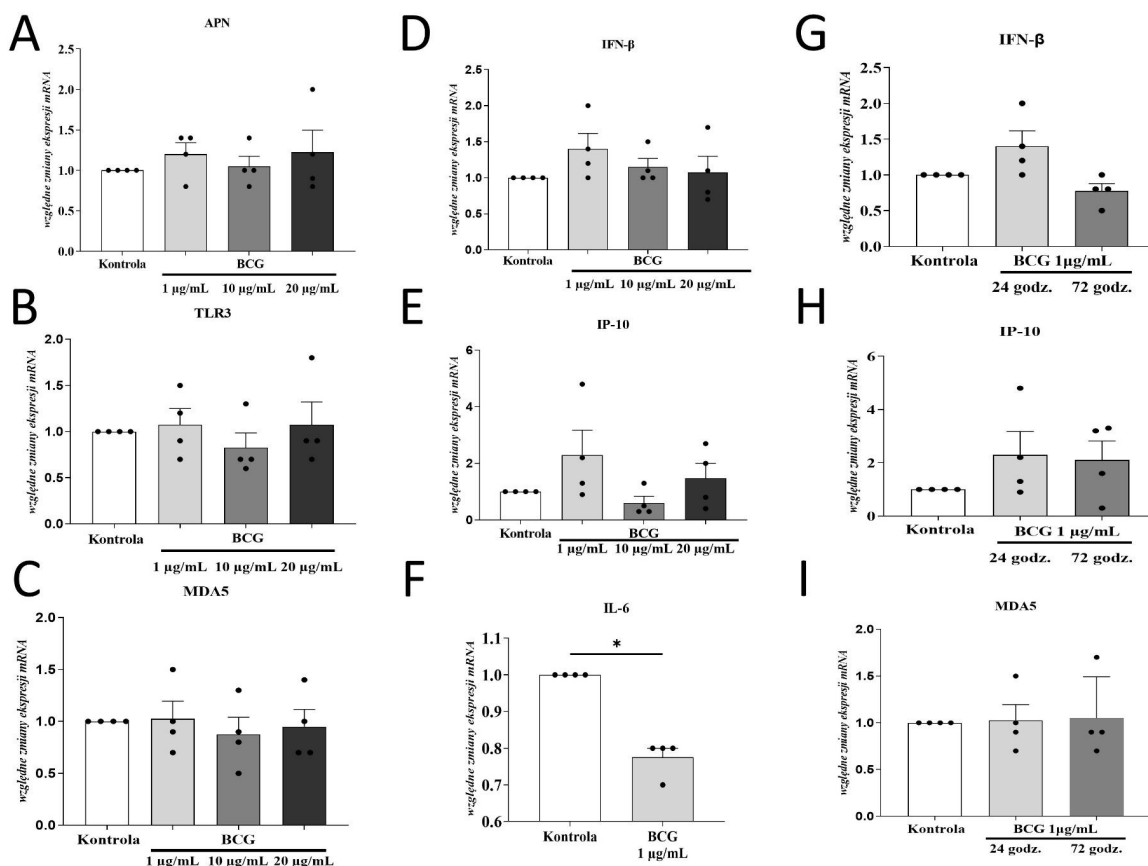 A
APN
względne zmiany ekspresji mRNA
2.5
2.0
1.5
1.0
0.5
0.0
Kontrola
BCG
1 µg/mL 10 µg/mL 20 µg/mL
B
TLR3
względne zmiany ekspresji mRNA
2.0
1.5
1.0
0.5
0.0
Kontrola
BCG
1 µg/mL 10 µg/mL 20 µg/mL
C
MDA5
względne zmiany ekspresji mRNA
2.0
1.5
1.0
0.5
0.0
Kontrola
BCG
1 µg/mL 10 µg/mL 20 µg/mL
D
IFN-β
względne zmiany ekspresji mRNA
2.5
2.0
1.5
1.0
0.5
0.0
Kontrola
BCG
1 µg/mL 10 µg/mL 20 µg/mL
E
IP-10
względne zmiany ekspresji mRNA
6
4
2
0
Kontrola
BCG
1 µg/mL 10 µg/mL 20 µg/mL
F
IL-6
względne zmiany ekspresji mRNA
1.1
1.0
0.9
0.8
0.7
0.6
*
Kontrola
BCG
1 µg/mL
G
IFN-β
względne zmiany ekspresji mRNA
2.5
2.0
1.5
1.0
0.5
0.0
Kontrola
BCG 1µg/mL
24 godz. 72 godz.
H
IP-10
względne zmiany ekspresji mRNA
6
4
2
0
Kontrola
BCG 1 µg/mL
24 godz. 72 godz.
I
MDA5
względne zmiany ekspresji mRNA
2.0
1.5
1.0
0.5
0.0
Kontrola
BCG 1µg/mL
24 godz. 72 godz.